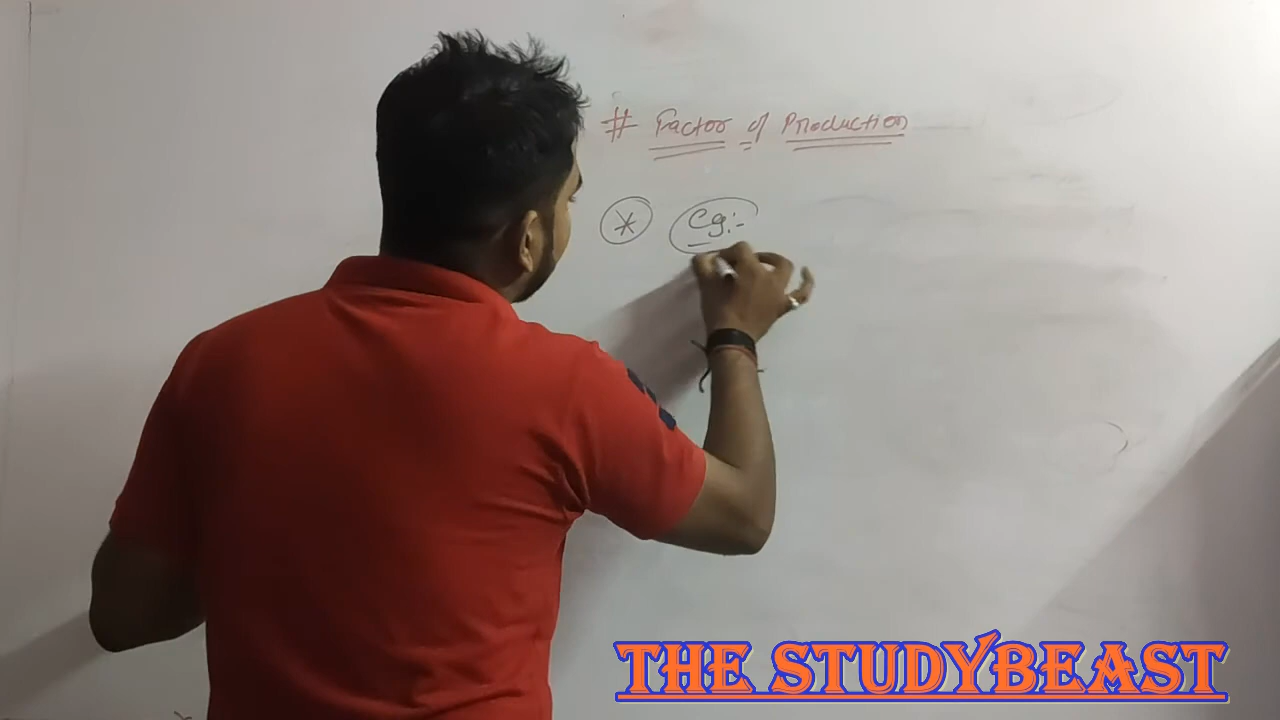 # Factor of Production
* eg:-
THE STUDYBEAST